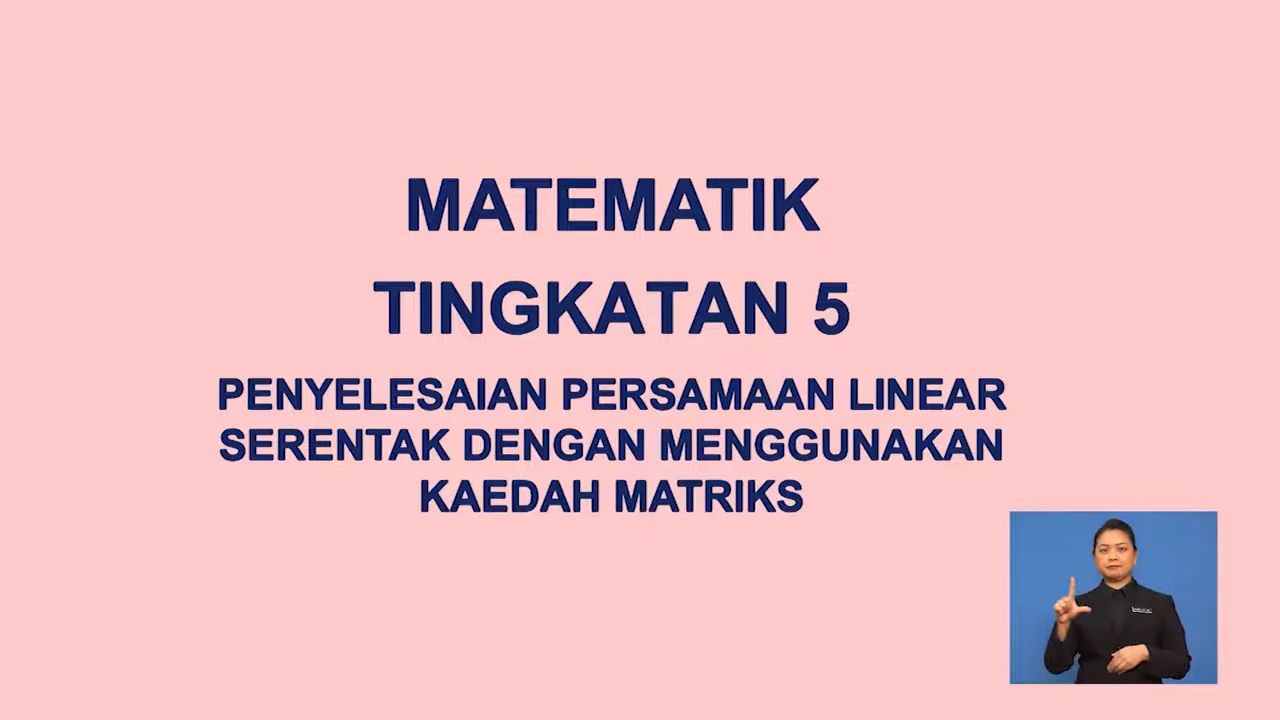 MATEMATIK
TINGKATAN 5
PENYELESAIAN PERSAMAAN LINEAR
SERENTAK DENGAN MENGGUNAKAN
KAEDAH MATRIKS